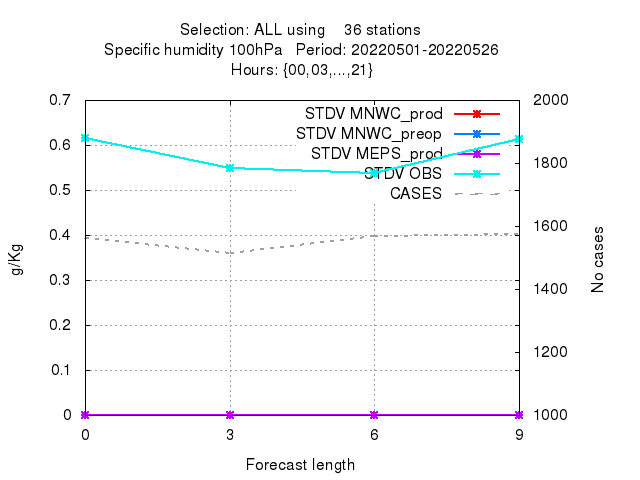 Selection: ALL using    36 stations
Specific humidity 100hPa   Period: 20220501-20220526
Hours: {00,03,...,21}
0.7 2000
STDV MNWC_prod
STDV MNWC_preop
0.6 STDV MEPS_prod 1800
STDV OBS
0.5 CASES
0.4 1600
0.3 1400
0.2 1200
0.1
0 1000
0 3 6 9
Forecast length
g/Kg
No cases